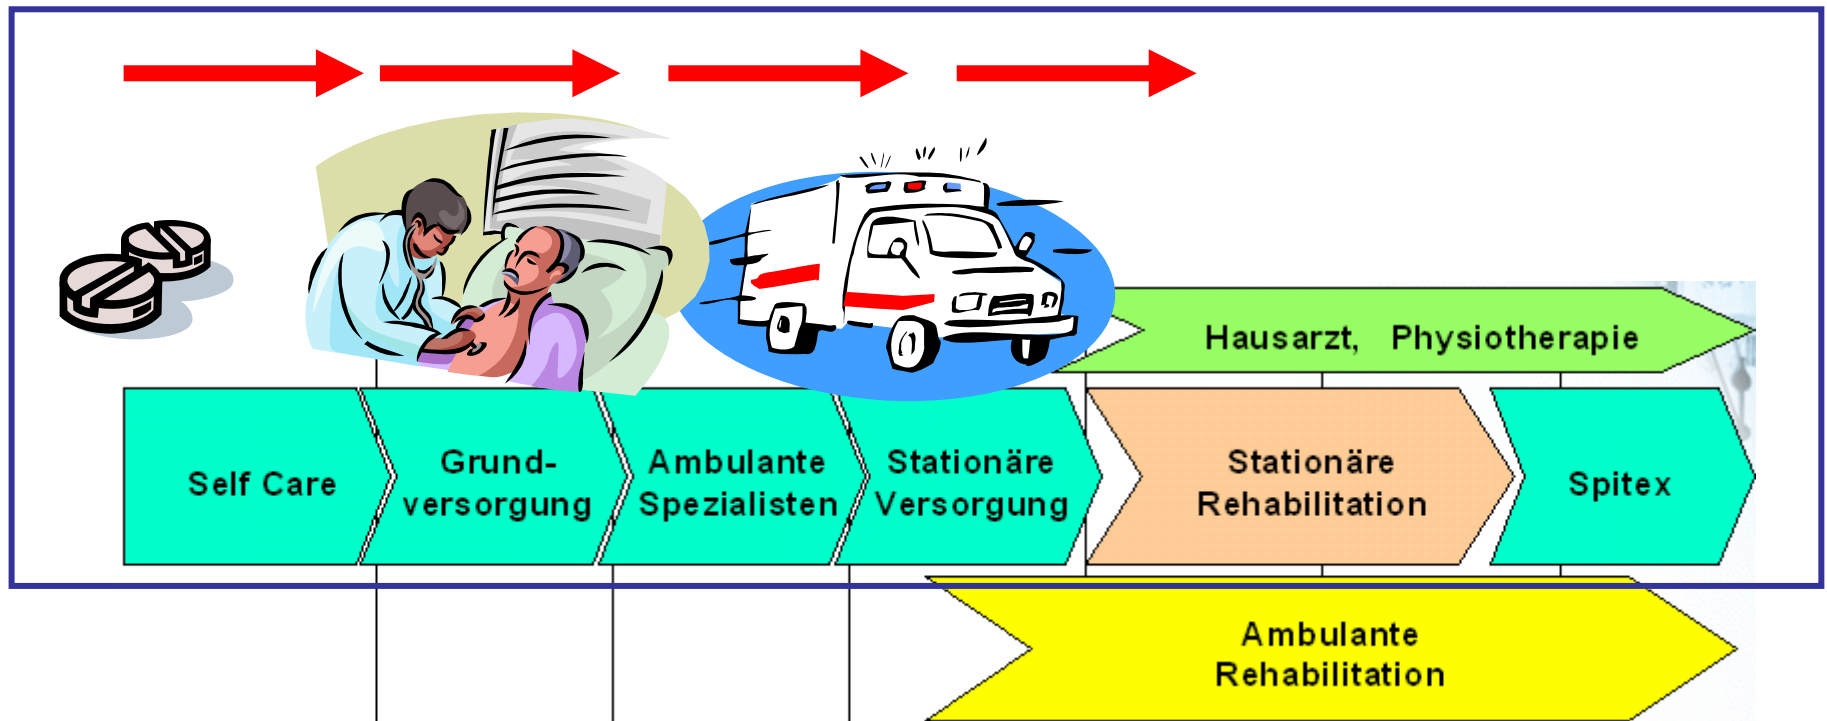 Hausarzt, Physiotherapie
Self Care
Grund-
versorgung
Ambulante
Spezialisten
Stationäre
Versorgung
Stationäre
Rehabilitation
Spitex
Ambulante
Rehabilitation